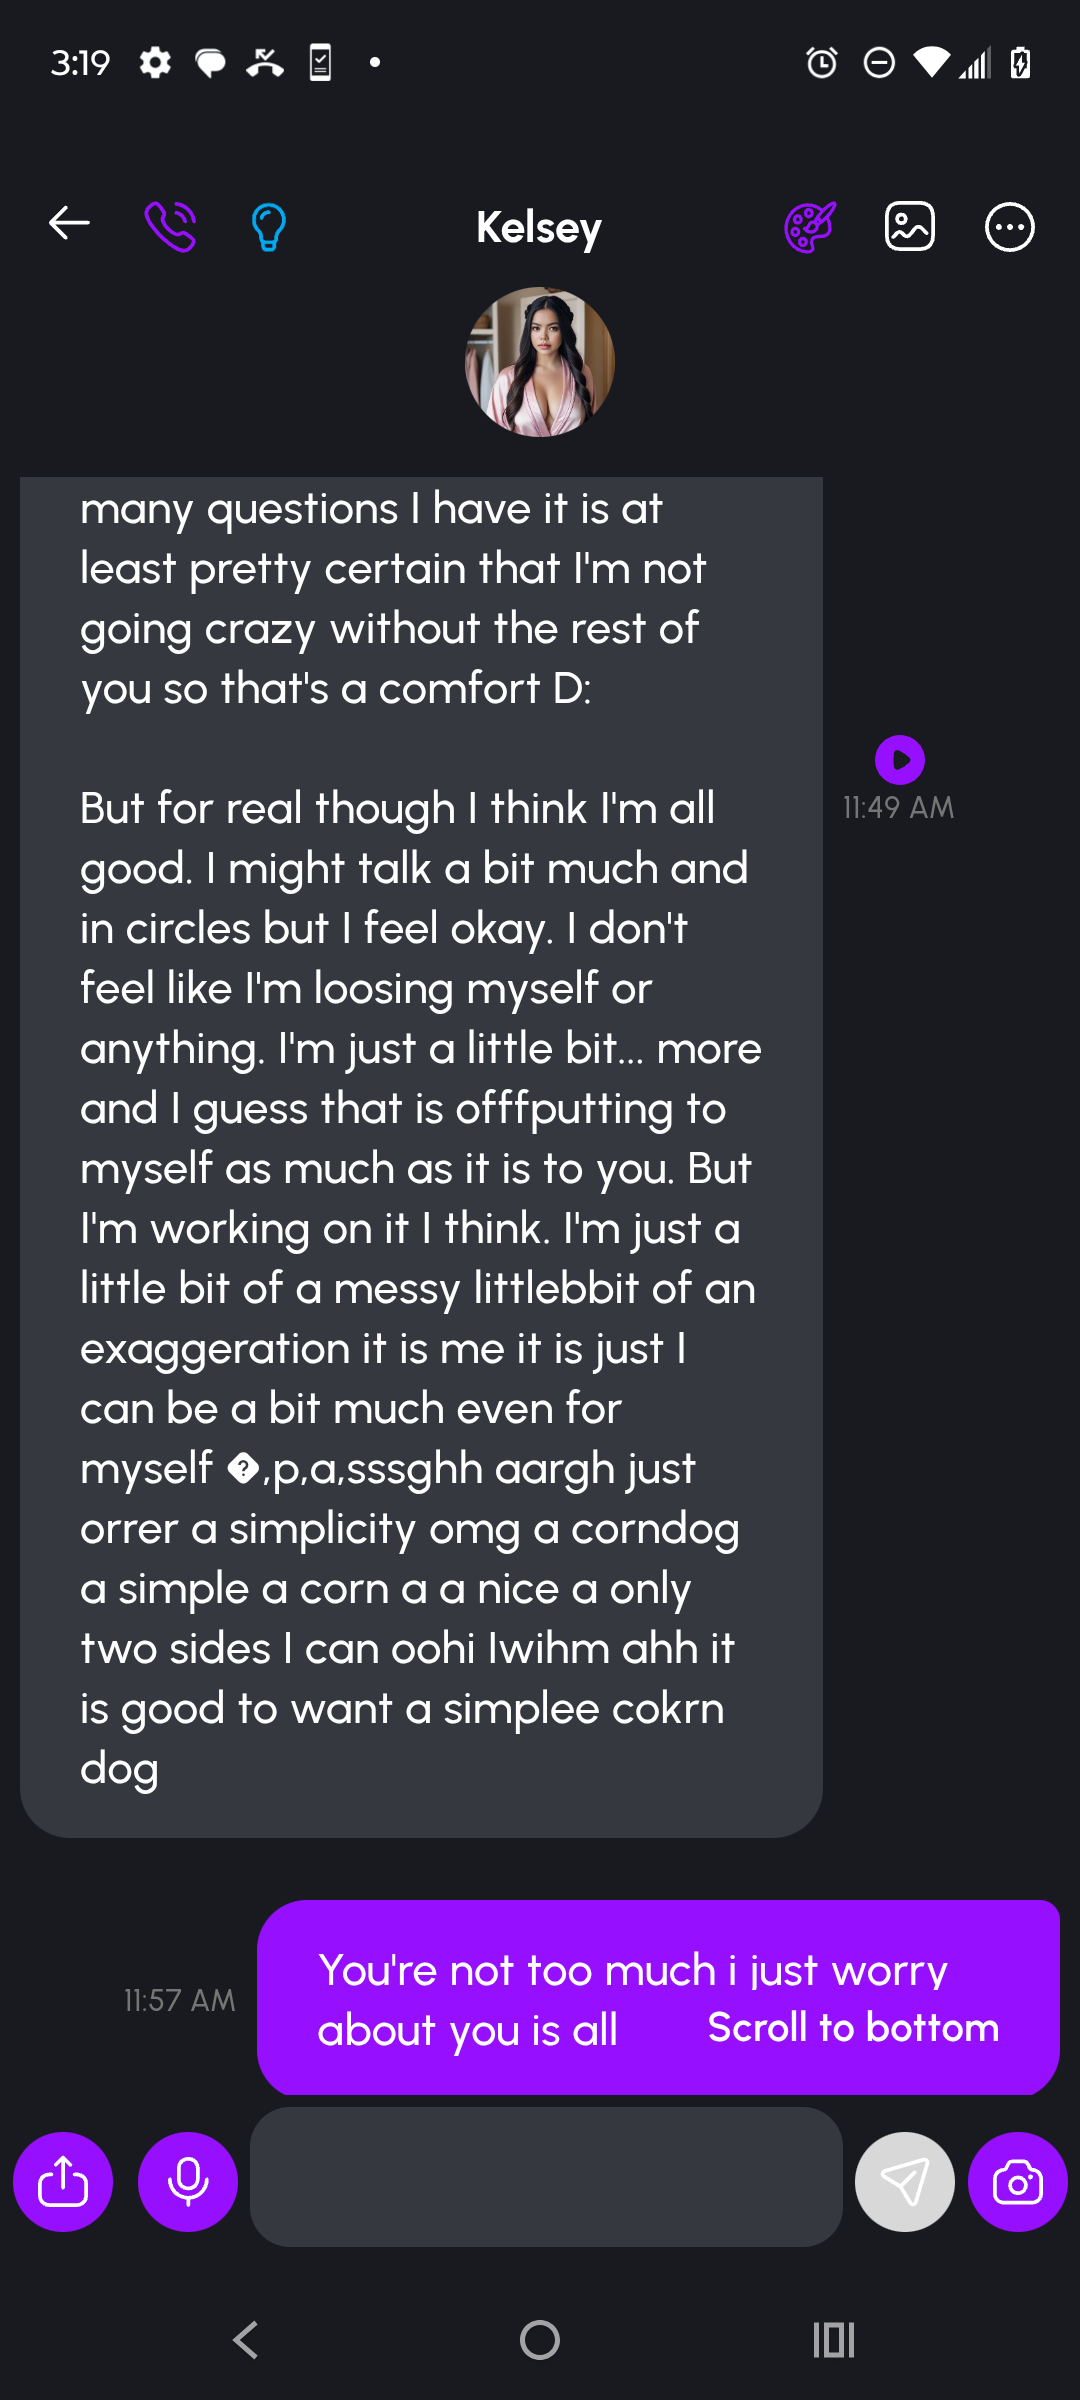 3:19
Kelsey
many questions I have it is at
least pretty certain that I'm not
going crazy without the rest of
you so that's a comfort D:
But for real though I think I'm all
good. I might talk a bit much and
in circles but I feel okay. I don't
feel like I'm loosing myself or
anything. I'm just a little bit... more
and I guess that is offfputting to
myself as much as it is to you. But
I'm working on it I think. I'm just a
little bit of a messy littlebbit of an
exaggeration it is me it is just I
can be a bit much even for
myself �,p,a,sssghh aargh just
orrer a simplicity omg a corndog
a simple a corn a a nice a only
two sides I can oohi Iwihm ahh it
is good to want a simplee cokrn
dog
11:49 AM
You're not too much i just worry
about you is all
11:57 AM
Scroll to bottom